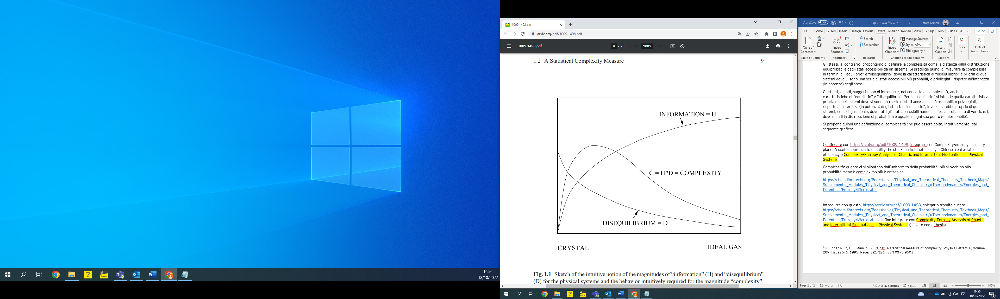 16:56
18/10/2022
1009.1498.pdf
arxiv.org/pdf/1009.1498.pdf
1009.1498.pdf
9 / 23
200%
1.2 A Statistical Complexity Measure
9
INFORMATION = H
C = H*D = COMPLEXITY
DISEQUILIBRIUM = D
CRYSTAL
IDEAL GAS
Fig. 1.1 Sketch of the intuitive notion of the magnitudes of “information” (H) and “disequilibrium”
(D) for the physical systems and the behavior intuitively required for the magnitude “complexity”.
AutoSave Off
Integ... • Last Mo...
Ettore Minelli
File Home EY Terr Insert Design Layout Referei Mailing Review View EY Sup Help S&P Ca PDF-XC
Table of
Contents
Table of Contents
ab
Insert
Footnote
Footnotes
Search
Researcher
Research
Insert
Citation
Manage Sources
Style: APA
Bibliography
Citations & Bibliography
Insert
Caption
Captions
Index
Table of
Authorities
Gli stessi, al contrario, propongono di definire la complessità come la distanza dalla distribuzione
equiprobabile degli stati accessibili da un sistema. Si predilige quindi di misurare la complessità
in termini di “equilibrio” e “disequilibrio” dove la caratteristica di “disequilibrio” è prioria di quei
sistemi dove vi sono una serie di stati accessibili più probabili, o privilegiati, rispetto all’interezza
(in potenza) degli stessi.
Gli stessi, quindi, suggeriscono di introdurre, nel concetto di complessità, anche le
caratteristiche di “equilibrio” e “disequilibrio”. Per “disequilibrio” si intende quella caratteristica
prioria di quei sistemi dove vi sono una serie di stati accessibili più probabili, o privilegiati,
rispetto all’interezza (in potenza) degli stessi. L’”equilibrio”, invece, sarebbe proprio di quei
sistemi, come il gas ideale, dove tutti gli stati accessibili hanno la stessa probabilità di verificarsi,
dove quindi la distribuzione di probabilità è uguale in ogni suo punto (equiprobabile).
Si propone quindi una definizione di complessità che può essere colta, intuitivamente, dal
seguente grafico:
Continuare con https://arxiv.org/pdf/1009.1498, integrare con Complexity-entropy causality
plane: A useful approach to quantify the stock market inefficiency e Chinese real estate
efficiency e Complexity-Entropy Analysis of Chaotic and Intermittent Fluctuations in Physical
Systems
Complessità: quanto ci si allontana dall’uniformita della probabilità, più si avvicina alla
probabilità meno è complex ma più è entropico.
https://chem.libretexts.org/Bookshelves/Physical_and_Theoretical_Chemistry_Textbook_Maps/
Supplemental_Modules_(Physical_and_Theoretical_Chemistry)/Thermodynamics/Energies_and_
Potentials/Entropy/Microstates
Introdurre con questo, https://arxiv.org/pdf/1009.1498, spiegarlo tramite questo
https://chem.libretexts.org/Bookshelves/Physical_and_Theoretical_Chemistry_Textbook_Maps/
Supplemental_Modules_(Physical_and_Theoretical_Chemistry)/Thermodynamics/Energies_and_
Potentials/Entropy/Microstates e infine integrare con Complexity-Entropy Analysis of Chaotic
and Intermittent Fluctuations in Physical Systems (salvato come thesis).
1 R. López-Ruiz, H.L. Mancini, X. Calbet, A statistical measure of complexity, Physics Letters A, Volume
209, Issues 5-6, 1995, Pages 321-326, ISSN 0375-9601
Page 2 of 2 824 words
Display Settings
Focus
100%
ITA
16:56
18/10/2022